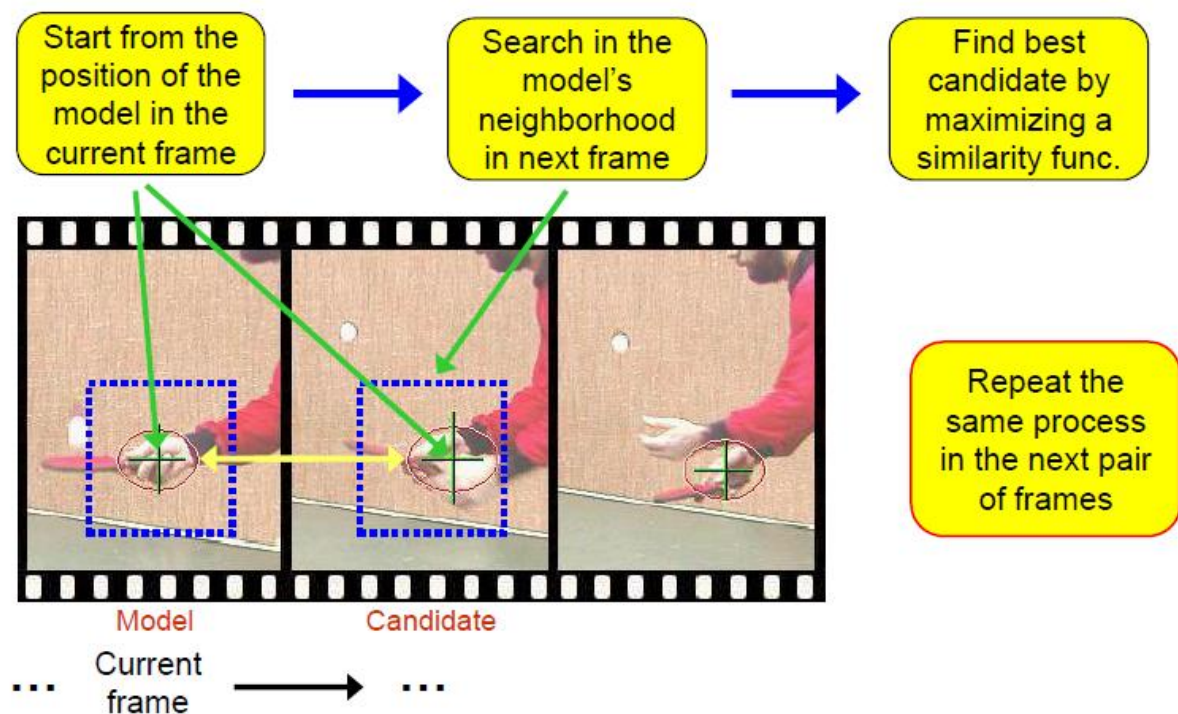 Start from the
position of the
model in the
current frame
Search in the
model's
neighborhood
in next frame
Find best
candidate by
maximizing a
similarity func.
Repeat the
same process
in the next pair
of frames
Model
Candidate
... Current
frame
...